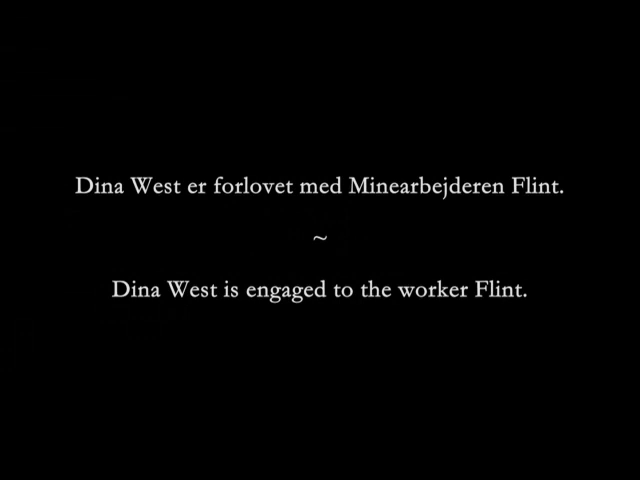 Dina West er forlovet med Minearbejderen Flint.
~
Dina West is engaged to the worker Flint.